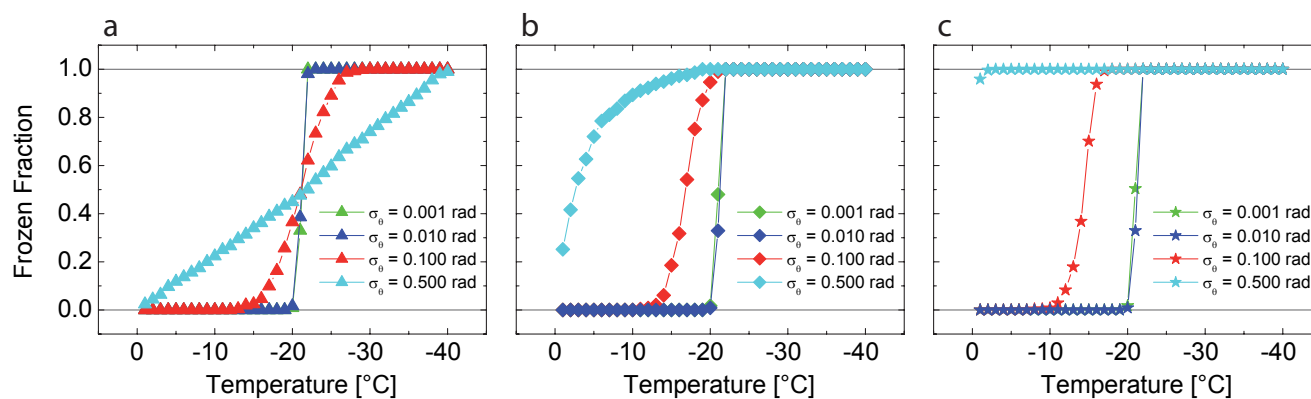 a
b
c
Frozen Fraction
1.0
0.8
0.6
0.4
0.2
0.0
σθ = 0.001 rad
σθ = 0.010 rad
σθ = 0.100 rad
σθ = 0.500 rad
σθ = 0.001 rad
σθ = 0.010 rad
σθ = 0.100 rad
σθ = 0.500 rad
σθ = 0.001 rad
σθ = 0.010 rad
σθ = 0.100 rad
σθ = 0.500 rad
0 -10 -20 -30 -40
0 -10 -20 -30 -40
0 -10 -20 -30 -40
Temperature [°C]
Temperature [°C]
Temperature [°C]